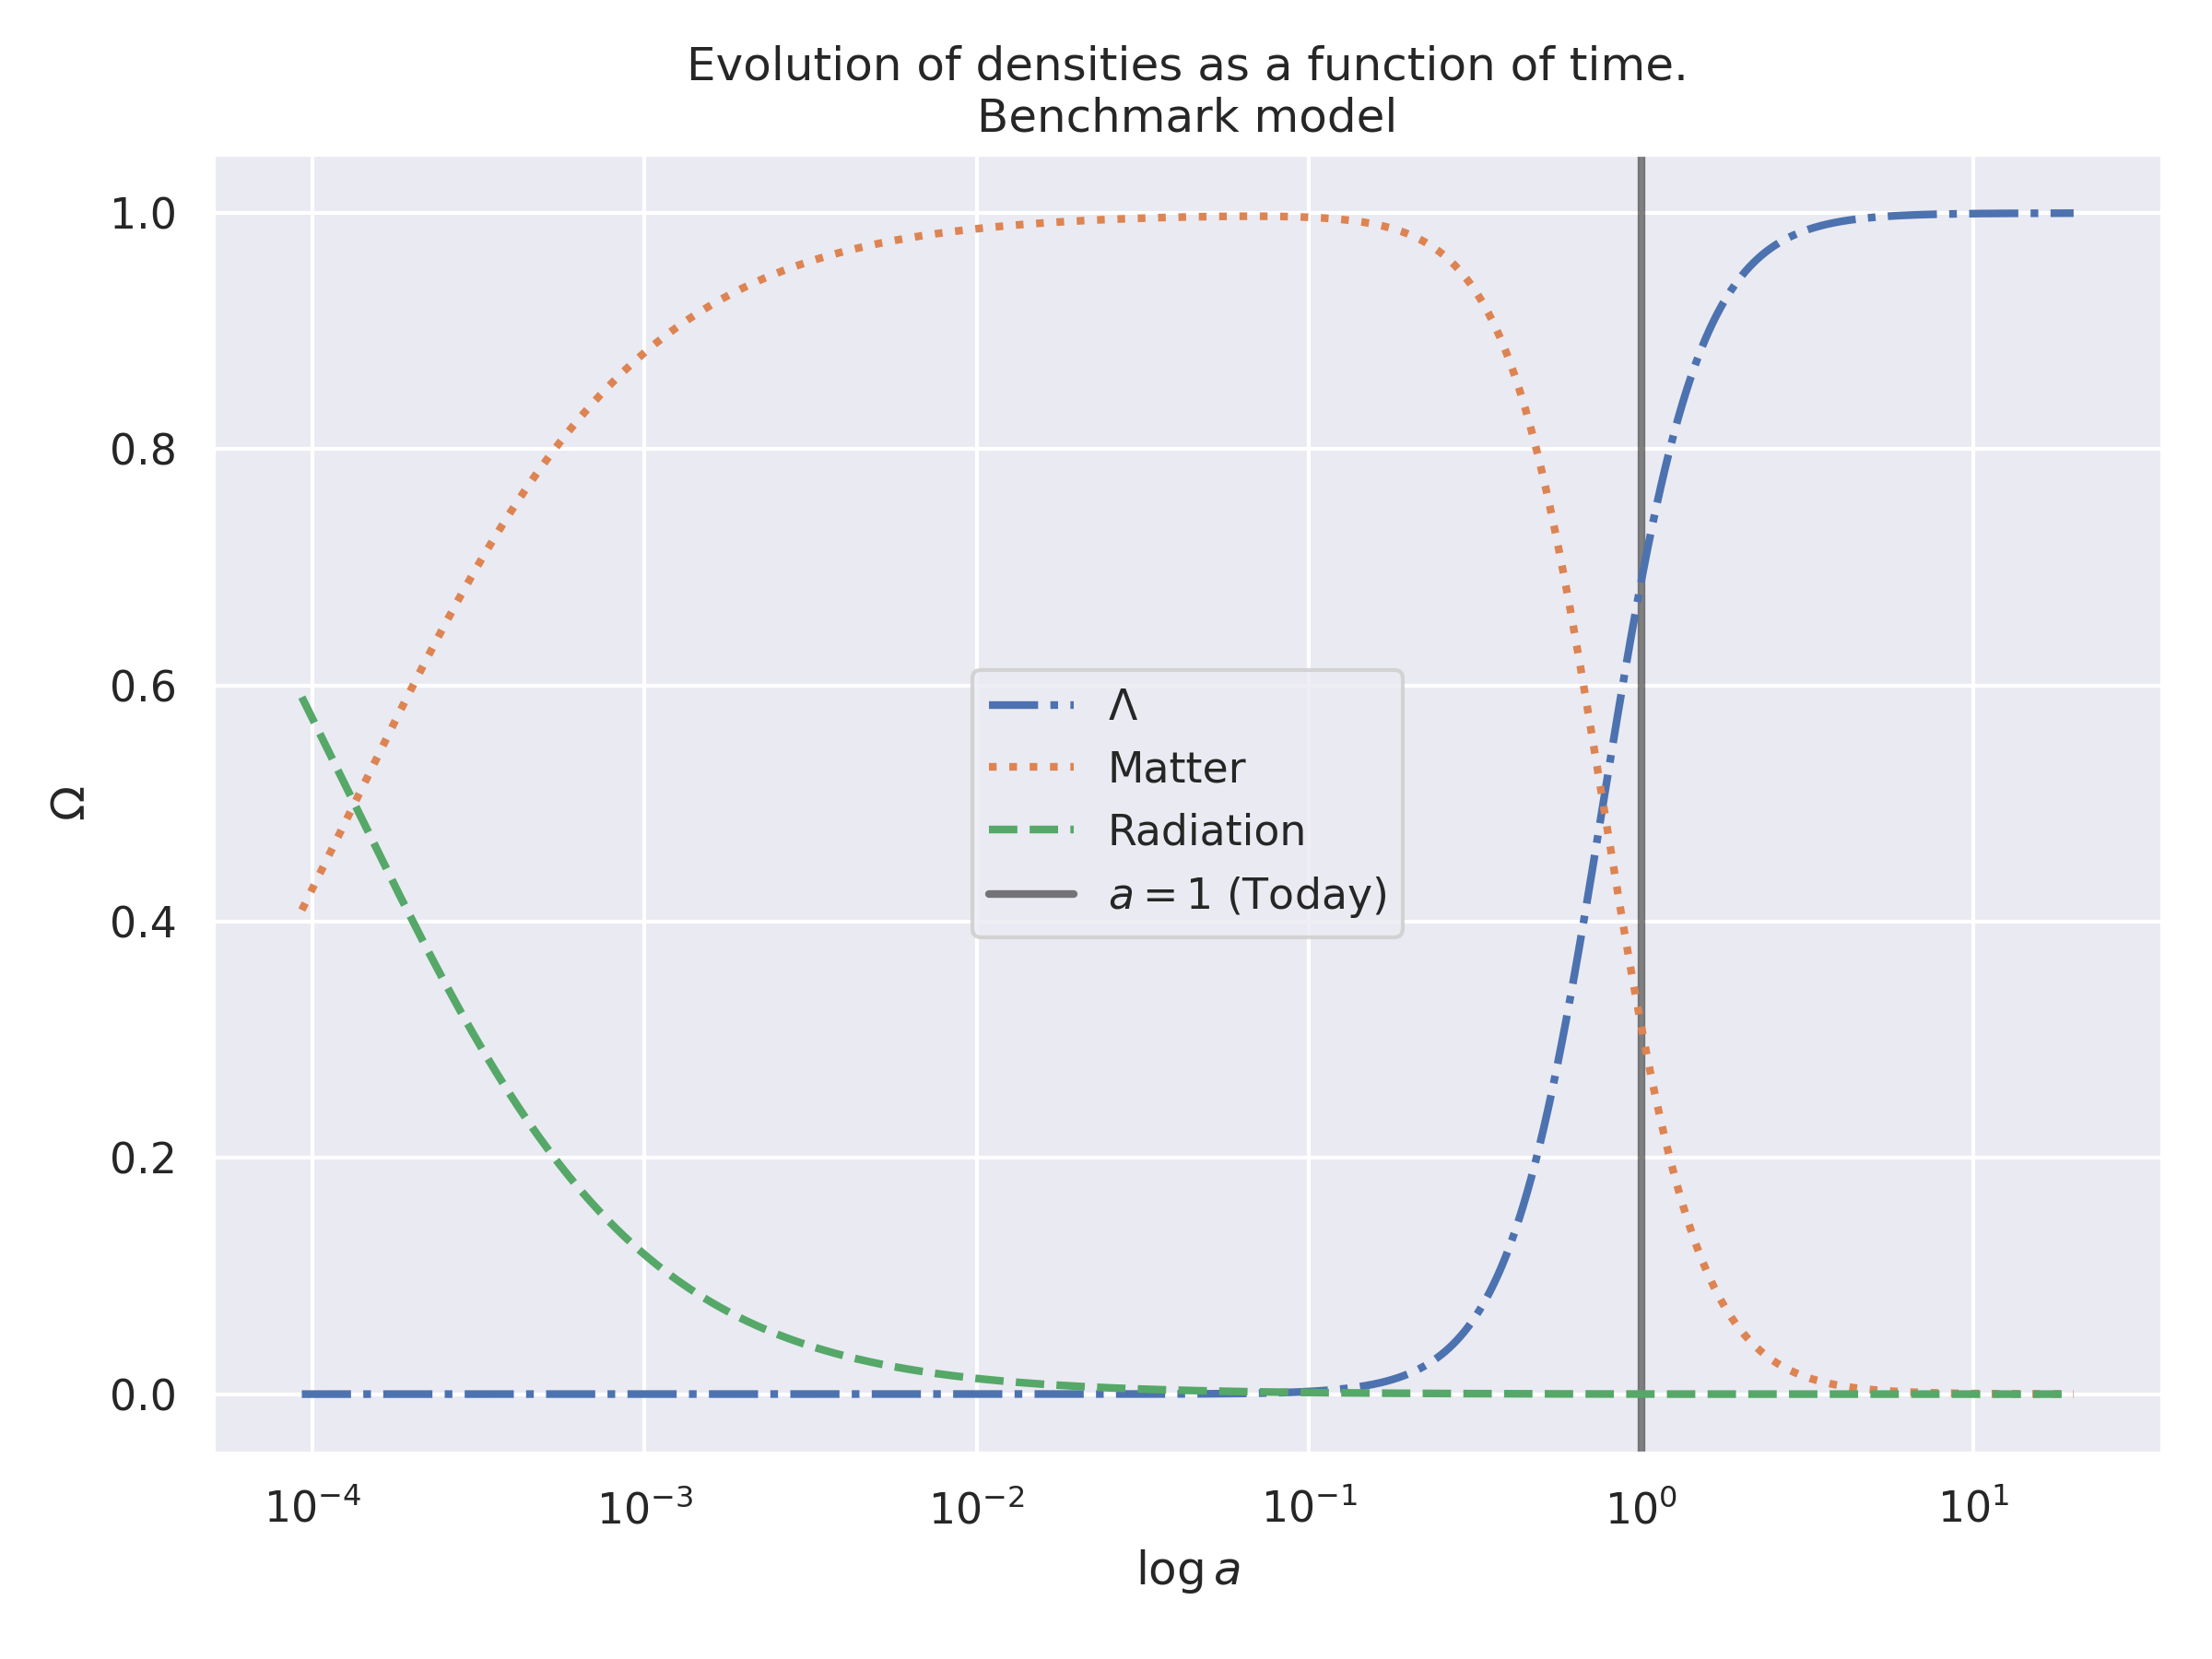 Evolution of densities as a function of time.
Benchmark model
1.0
0.8
0.6
0.4
0.2
0.0
Ω
Λ
Matter
Radiation
a = 1 (Today)
10⁻⁴ 10⁻³ 10⁻² 10⁻¹ 10⁰ 10¹
log a